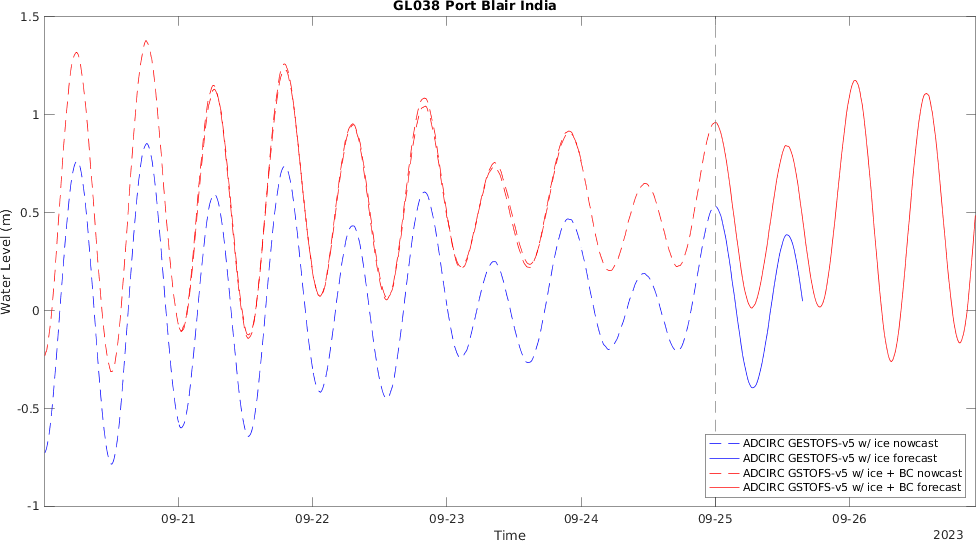 GL038 Port Blair India
1.5
1
0.5
0
-0.5
-1
Water Level (m)
ADCIRC GESTOFS-v5 w/ ice nowcast
ADCIRC GESTOFS-v5 w/ ice forecast
ADCIRC GSTOFS-v5 w/ ice + BC nowcast
ADCIRC GSTOFS-v5 w/ ice + BC forecast
09-21 09-22 09-23 09-24 09-25 09-26
Time
2023